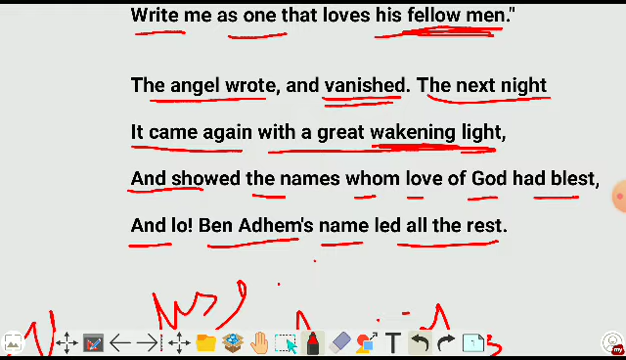 Write me as one that loves his fellow men."
The angel wrote, and vanished. The next night
It came again with a great wakening light,
And showed the names whom love of God had blest,
And lo! Ben Adhem's name led all the rest.